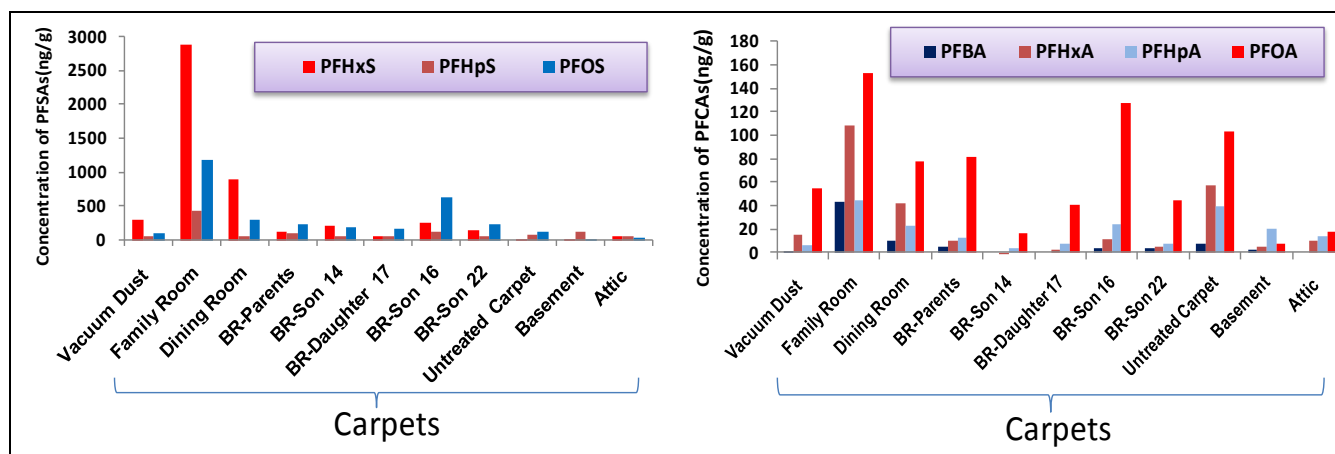 Concentration of PFSAs(ng/g)
3000
2500
2000
1500
1000
500
0
PFHxS PFHpS PFOS
Vacuum Dust
Family Room
Dining Room
BR-Parents
BR-Son 14
BR-Daughter 17
BR-Son 16
BR-Son 22
Untreated Carpet
Basement
Attic
Carpets
Concentration of PFCAs(ng/g)
180
160
140
120
100
80
60
40
20
0
PFBA PFHxA PFHpA PFOA
Vacuum Dust
Family Room
Dining Room
BR-Parents
BR-Son 14
BR-Daughter17
BR-Son 16
BR-Son22
Untreated Carpet
Basement
Attic
Carpets